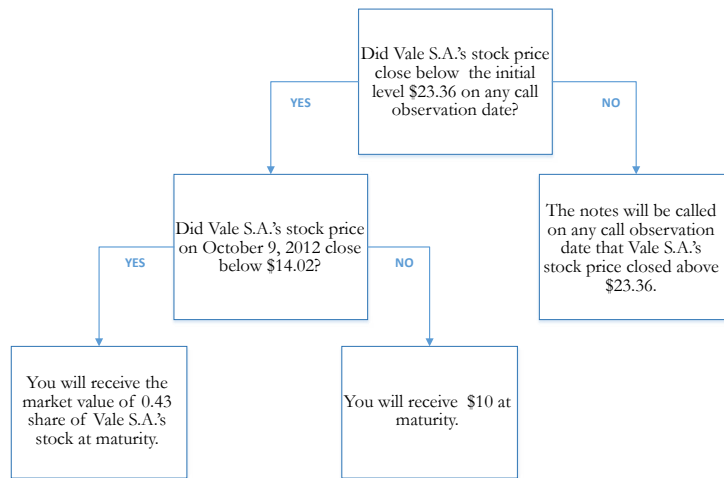 Did Vale S.A.'s stock price
close below the initial
level $23.36 on any call
observation date?
YES
NO
Did Vale S.A.'s stock price
on October 9, 2012 close
below $14.02?
The notes will be called
on any call observation
date that Vale S.A.'s
stock price closed above
$23.36.
YES
NO
You will receive the
market value of 0.43
share of Vale S.A.'s
stock at maturity.
You will receive $10 at
maturity.